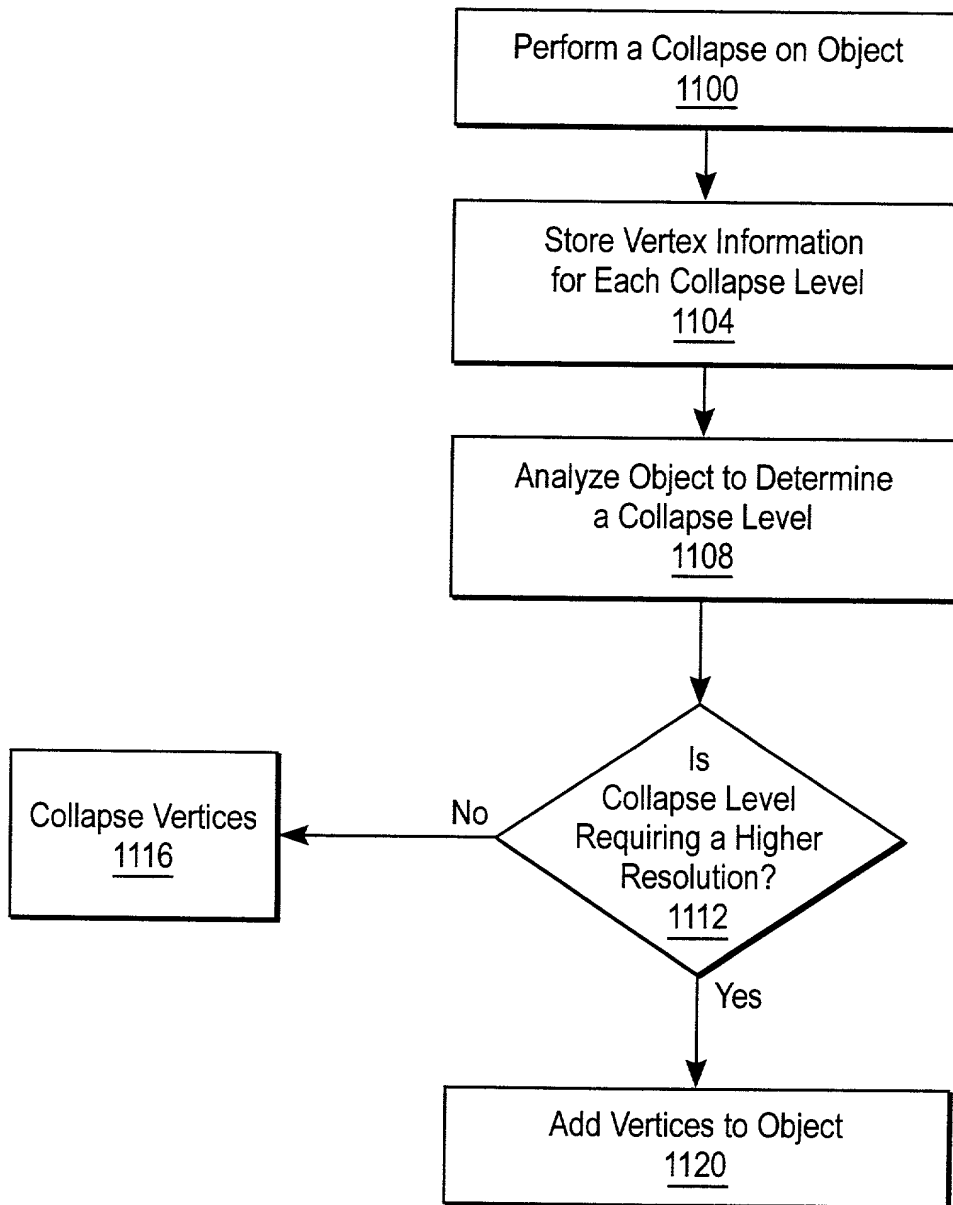 Perform a Collapse on Object
1100
Store Vertex Information
for Each Collapse Level
1104
Analyze Object to Determine
a Collapse Level
1108
Is
Collapse Level
Requiring a Higher
Resolution?
1112
No
Collapse Vertices
1116
Yes
Add Vertices to Object
1120